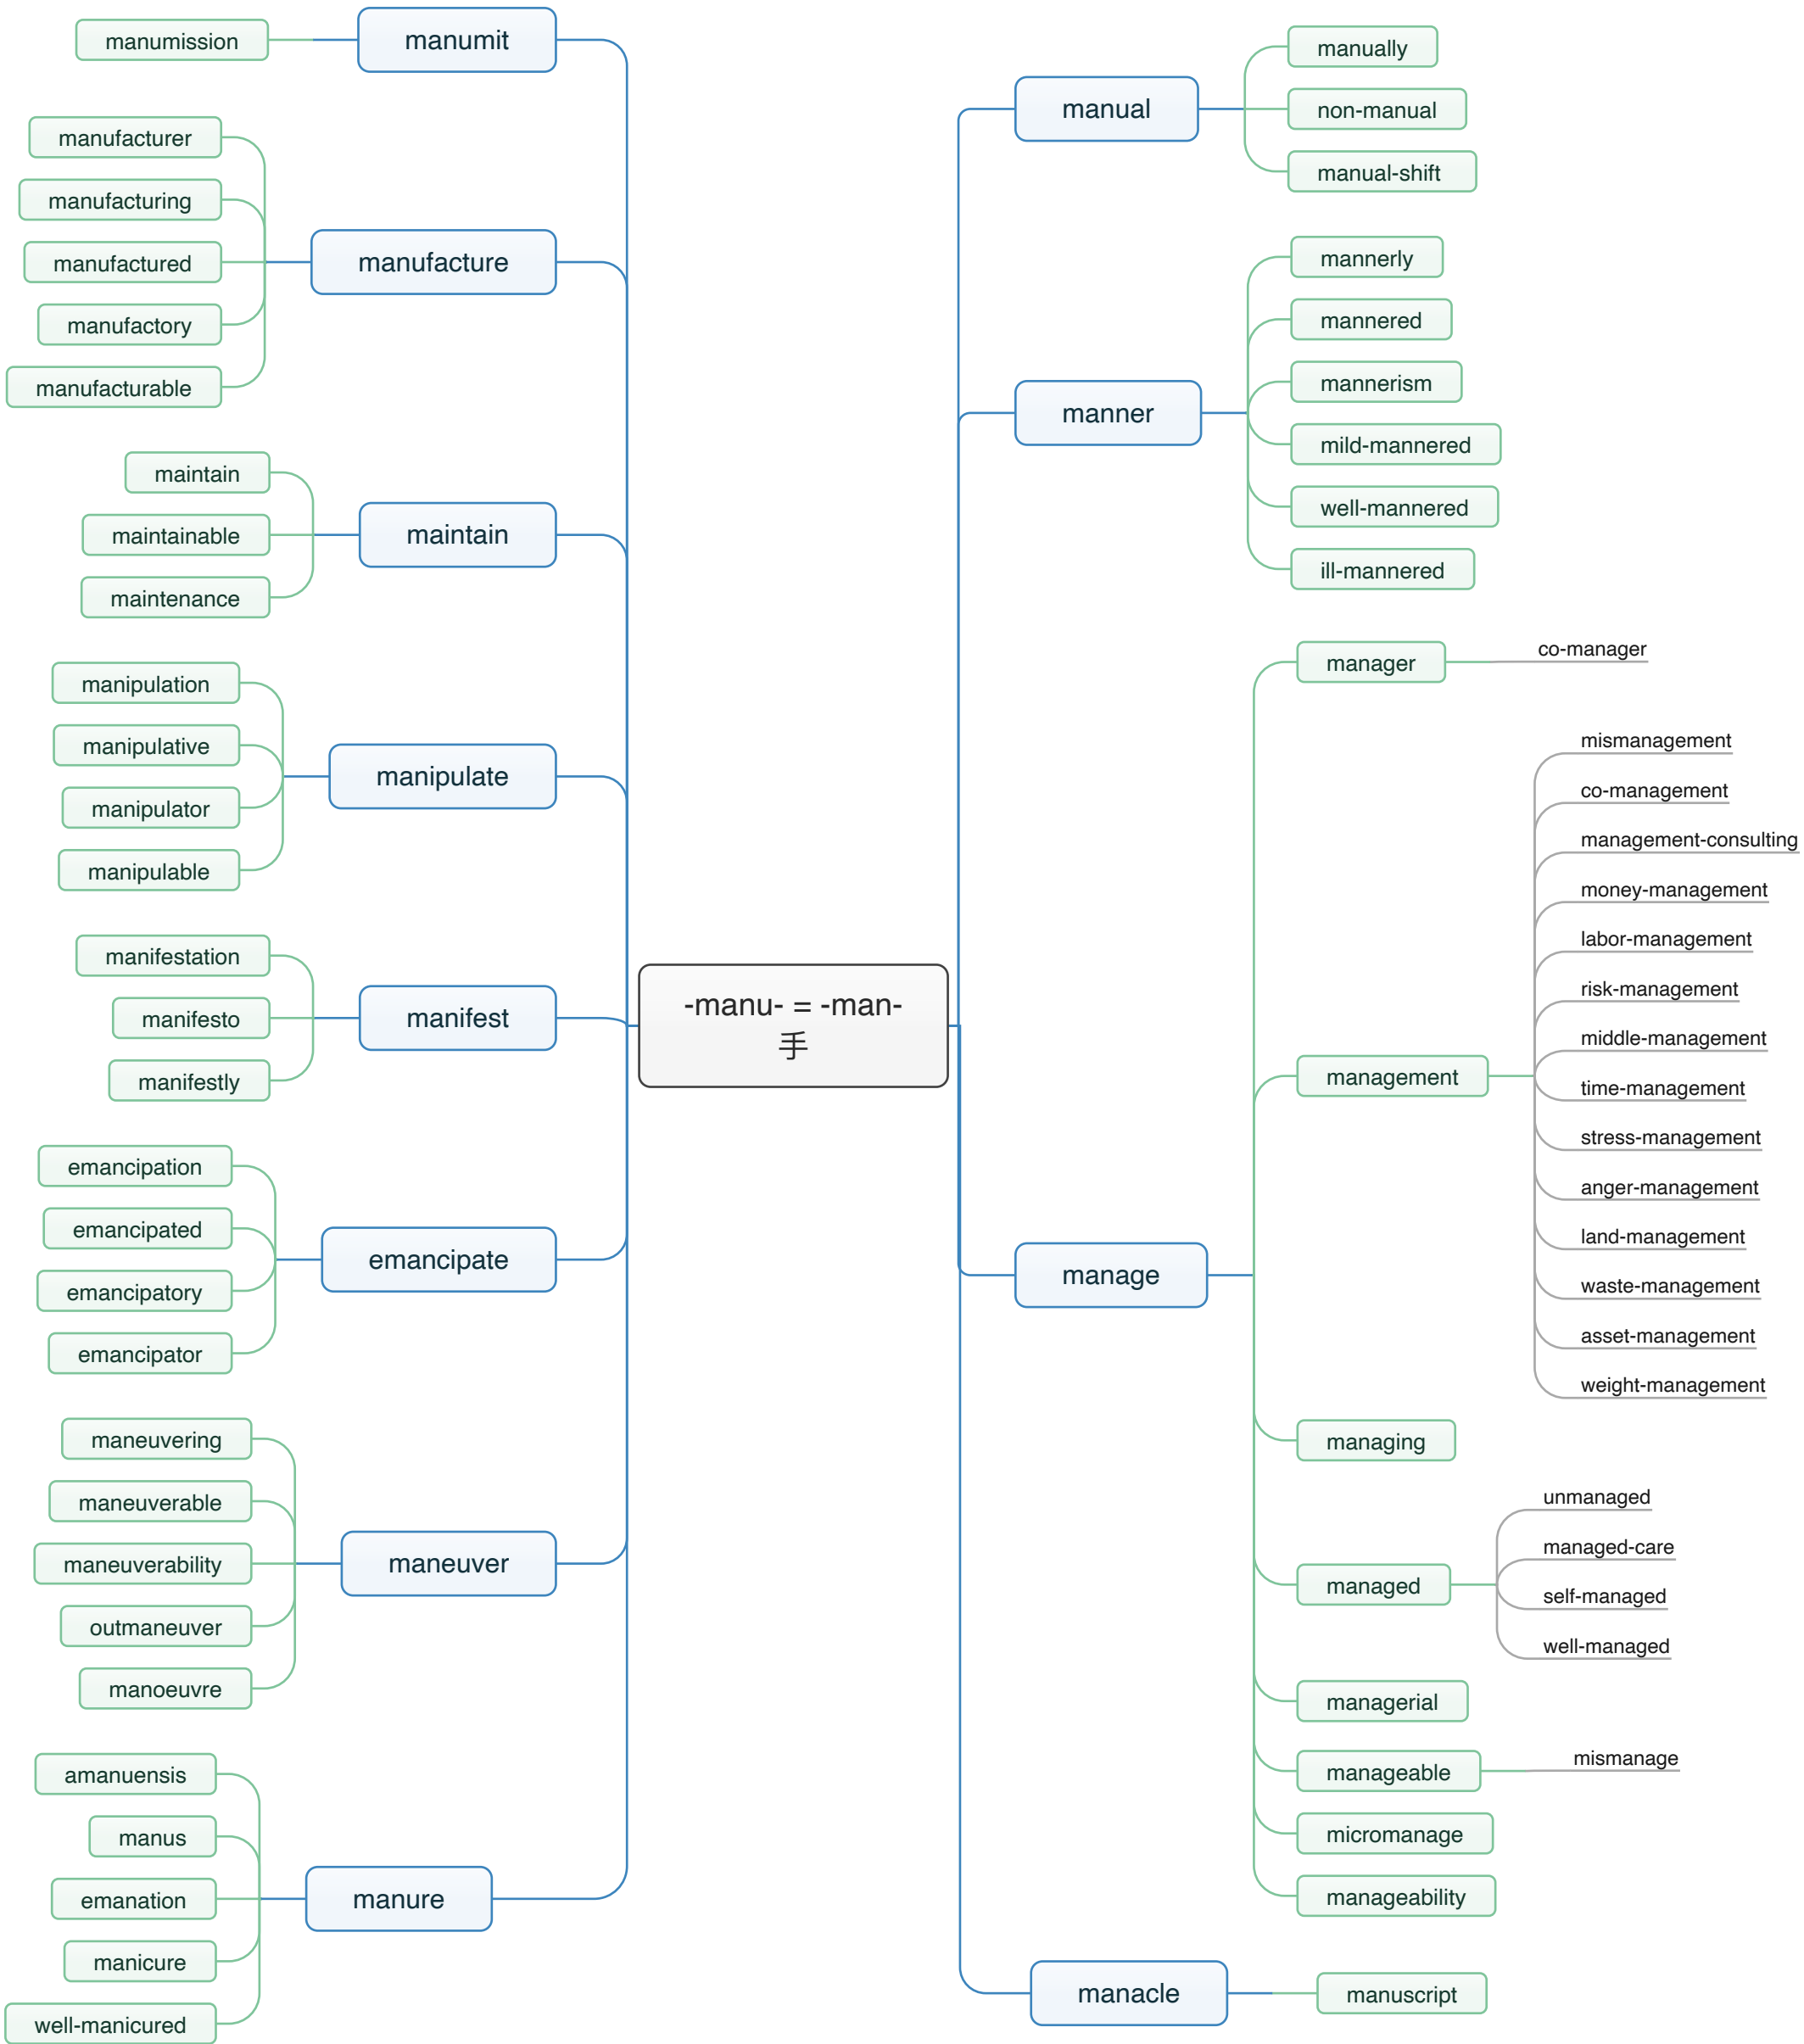 -manu- = -man-
手
manumit
manumission
manufacture
manufacturer
manufacturing
manufactured
manufactory
manufacturable
maintain
maintain
maintainable
maintenance
manipulate
manipulation
manipulative
manipulator
manipulable
manifest
manifestation
manifesto
manifestly
emancipate
emancipation
emancipated
emancipatory
emancipator
maneuver
maneuvering
maneuverable
maneuverability
outmaneuver
manoeuvre
manure
amanuensis
manus
emanation
manicure
well-manicured
manual
manually
non-manual
manual-shift
manner
mannerly
mannered
mannerism
mild-mannered
well-mannered
ill-mannered
manage
manager
co-manager
management
mismanagement
co-management
management-consulting
money-management
labor-management
risk-management
middle-management
time-management
stress-management
anger-management
land-management
waste-management
asset-management
weight-management
managing
managed
unmanaged
managed-care
self-managed
well-managed
managerial
manageable
mismanage
micromanage
manageability
manacle
manuscript